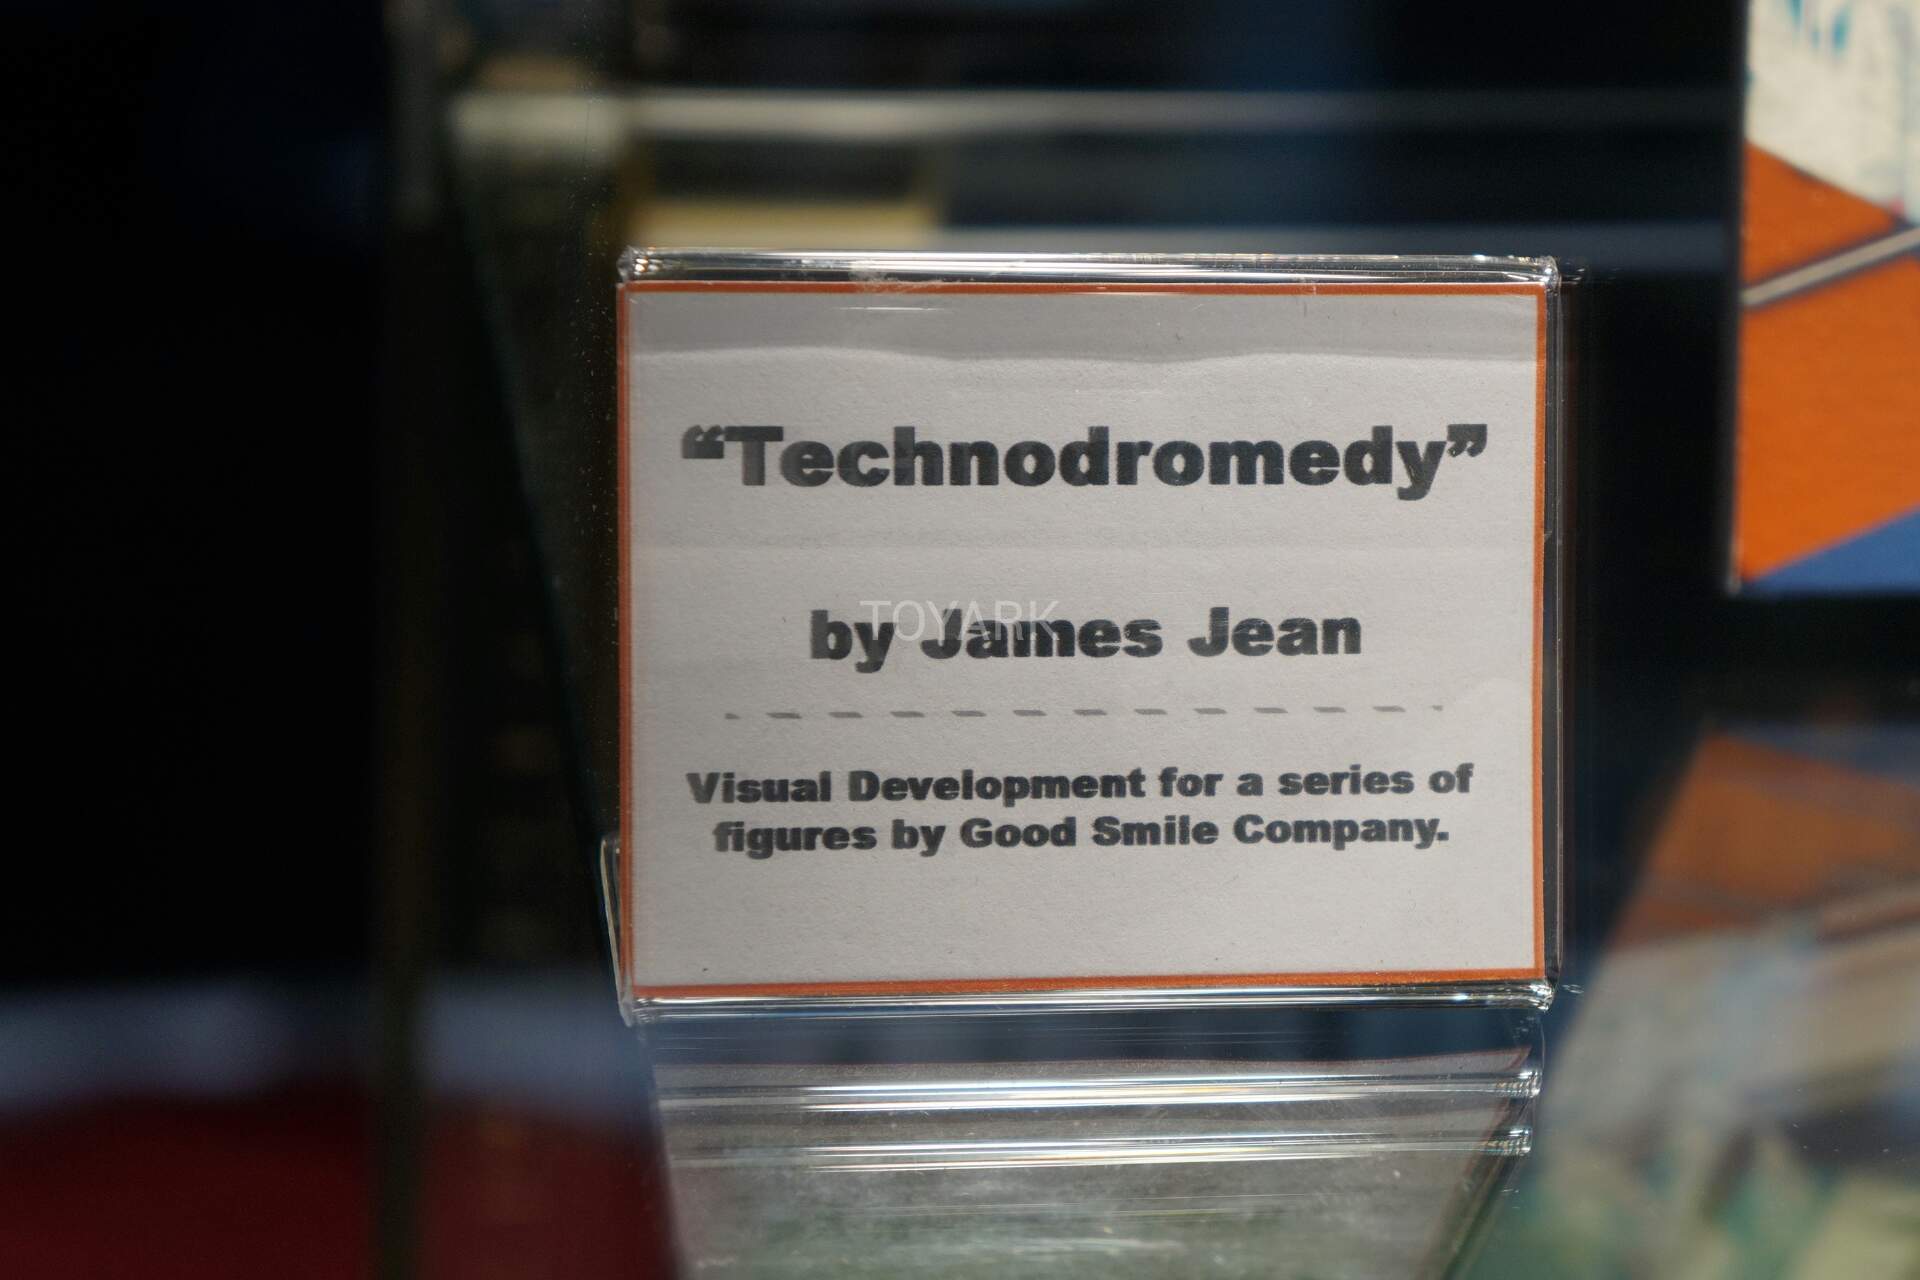 “Technodromedy”
by James Jean
Visual Development for a series of
figures by Good Smile Company.
TOYARK